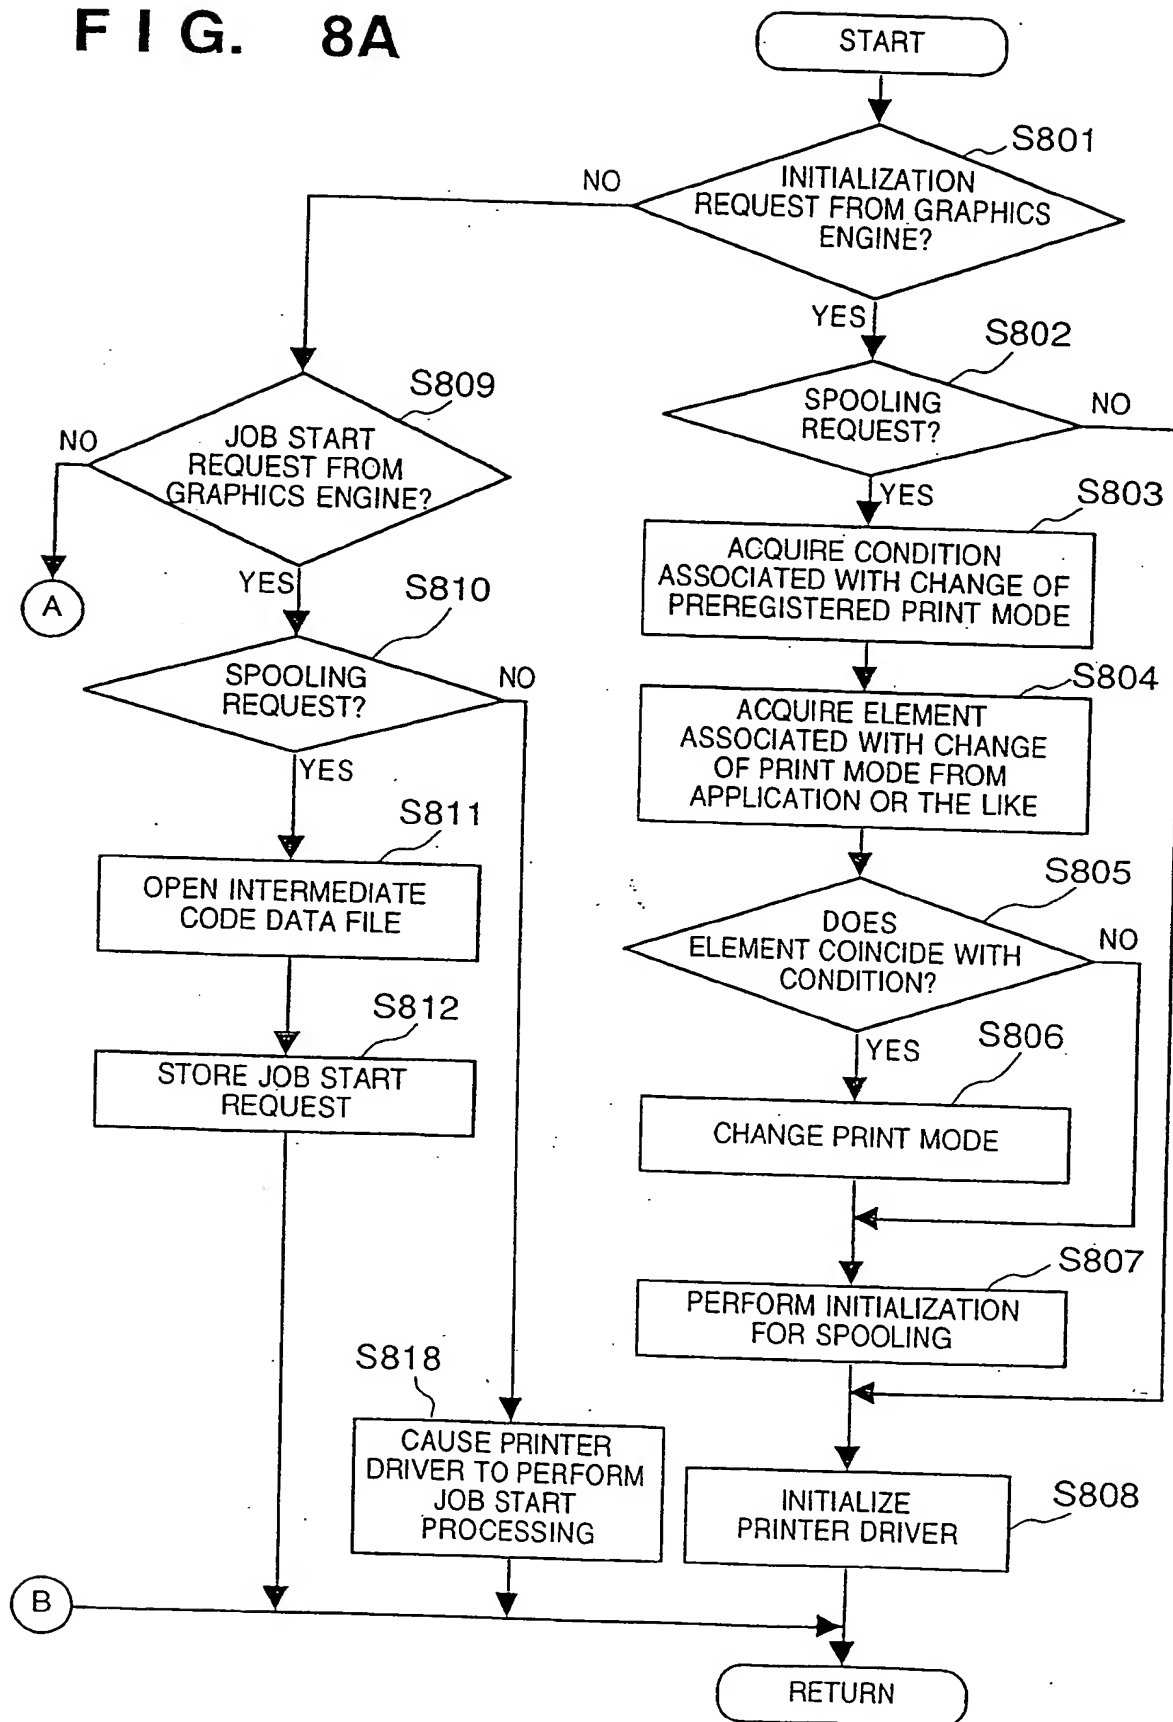 FIG. 8A
START
S801
INITIALIZATION
REQUEST FROM GRAPHICS
ENGINE?
NO
YES
S802
SPOOLING
REQUEST?
NO
YES
S803
ACQUIRE CONDITION
ASSOCIATED WITH CHANGE OF
PREREGISTERED PRINT MODE
S804
ACQUIRE ELEMENT
ASSOCIATED WITH CHANGE
OF PRINT MODE FROM
APPLICATION OR THE LIKE
S805
DOES
ELEMENT COINCIDE WITH
CONDITION?
NO
YES
S806
CHANGE PRINT MODE
S807
PERFORM INITIALIZATION
FOR SPOOLING
S808
INITIALIZE
PRINTER DRIVER
S809
JOB START
REQUEST FROM
GRAPHICS ENGINE?
NO
A
YES
S810
SPOOLING
REQUEST?
NO
YES
S811
OPEN INTERMEDIATE
CODE DATA FILE
S812
STORE JOB START
REQUEST
S818
CAUSE PRINTER
DRIVER TO PERFORM
JOB START
PROCESSING
B
RETURN